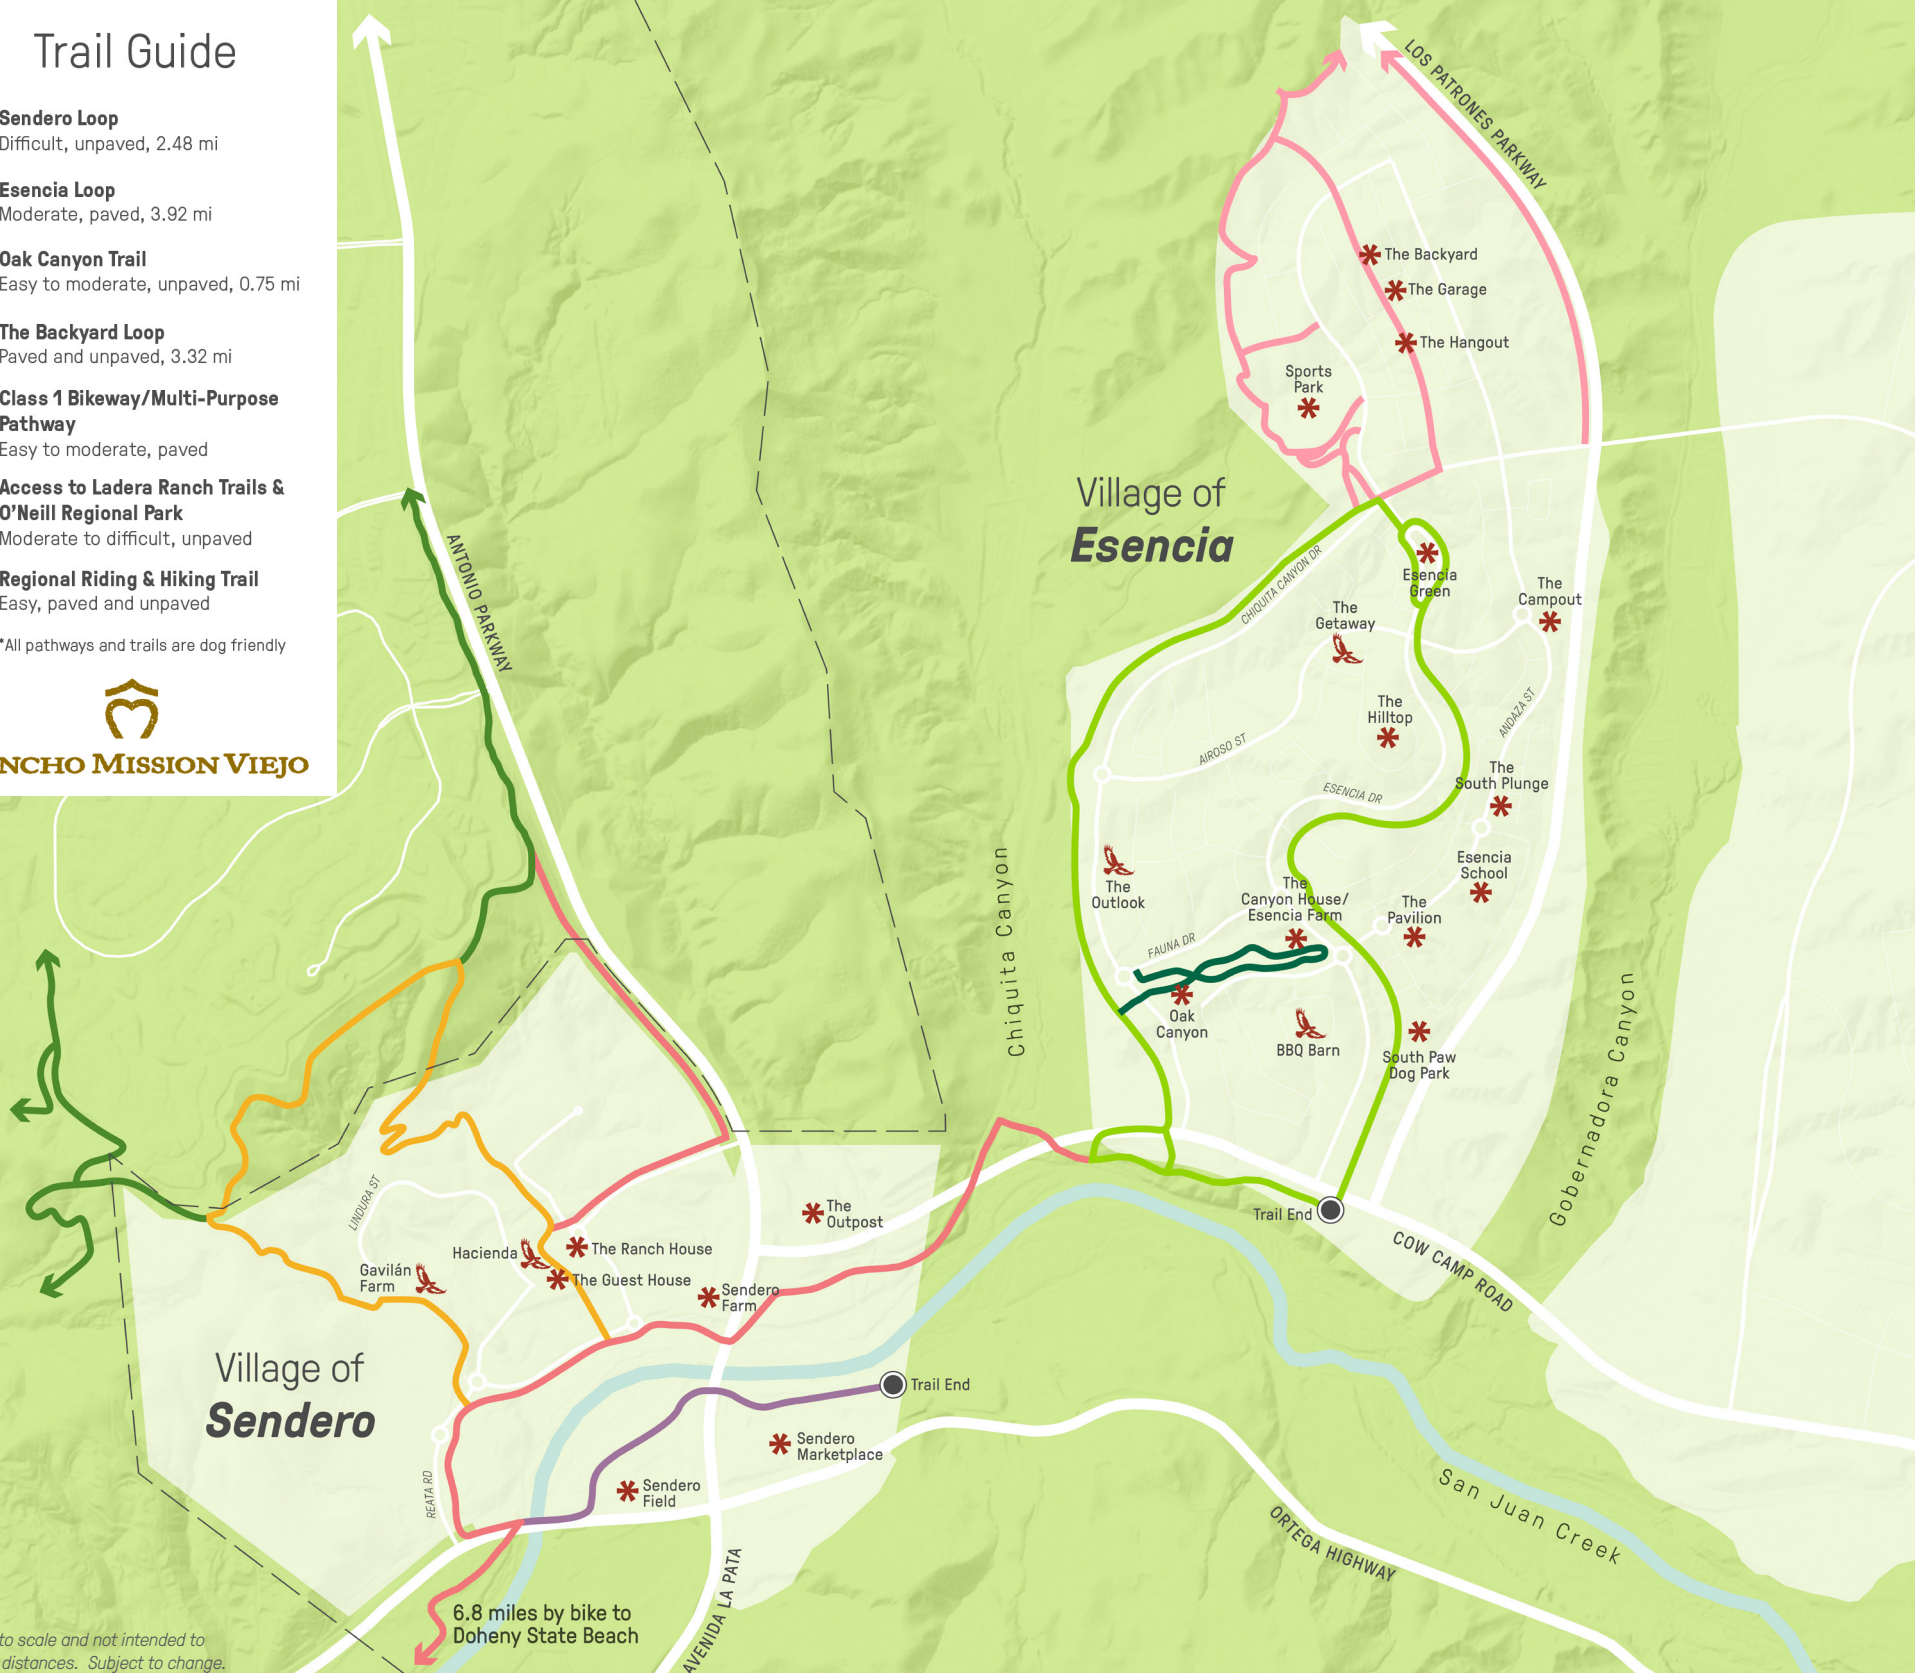 Trail Guide
Sendero Loop
Difficult, unpaved, 2.48 mi
Esencia Loop
Moderate, paved, 3.92 mi
Oak Canyon Trail
Easy to moderate, unpaved, 0.75 mi
The Backyard Loop
Paved and unpaved, 3.32 mi
Class 1 Bikeway/Multi-Purpose
Pathway
Easy to moderate, paved
Access to Ladera Ranch Trails &
O'Neill Regional Park
Moderate to difficult, unpaved
Regional Riding & Hiking Trail
Easy, paved and unpaved
*All pathways and trails are dog friendly
NCHO MISSION VIEJO
to scale and not intended to
distances. Subject to change.
LOS PATRONES PARKWAY
The Backyard
The Garage
The Hangout
Sports
Park
Village of
Esencia
ANTONIO PARKWAY
CHIQUITA CANYON DR
Esencia
Green
The
Campout
The
Getaway
The
Hilltop
ANDAZA ST
AIROSO ST
The
South Plunge
ESENCIA DR
Esencia
School
The
Outlook
The
Canyon House/
Esencia Farm
The
Pavilion
Chiquita Canyon
FAUNA DR
Oak
Canyon
BBQ Barn
South Paw
Dog Park
Gobernadora Canyon
LINDURA ST
The
Outpost
Trail End
COW CAMP ROAD
Hacienda
The Ranch House
Gavilán
Farm
The Guest House
Sendero
Farm
Village of
Sendero
Trail End
Sendero
Marketplace
REATA RD
Sendero
Field
San Juan Creek
ORTEGA HIGHWAY
AVENIDA LA PATA
6.8 miles by bike to
Doheny State Beach